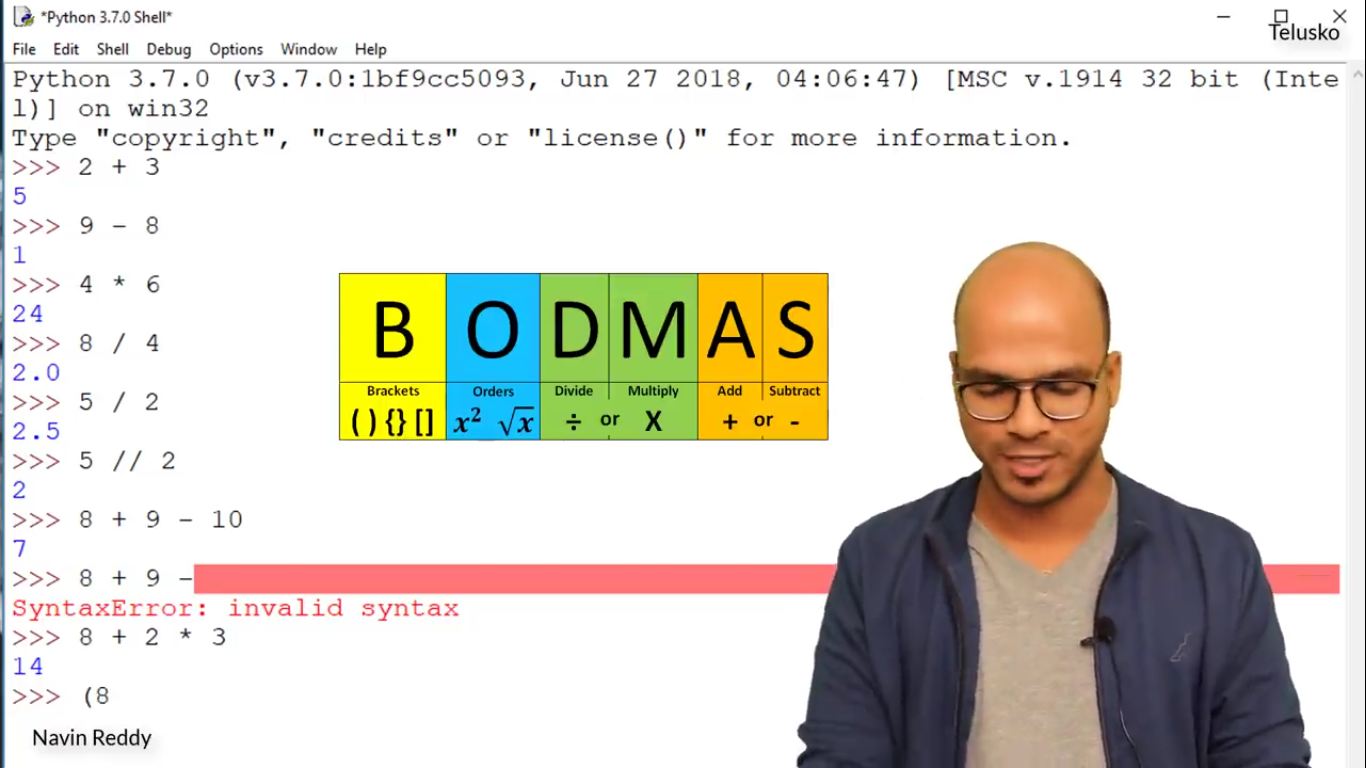 *Python 3.7.0 Shell*
Telusko
File Edit Shell Debug Options Window Help
Python 3.7.0 (v3.7.0:1bf9cc5093, Jun 27 2018, 04:06:47) [MSC v.1914 32 bit (Inte
l)] on win32
Type "copyright", "credits" or "license()" for more information.
>>> 2 + 3
5
>>> 9 - 8
1
>>> 4 * 6
24
>>> 8 / 4
2.0
>>> 5 / 2
2.5
>>> 5 // 2
2
>>> 8 + 9 - 10
7
>>> 8 + 9 -
SyntaxError: invalid syntax
>>> 8 + 2 * 3
14
>>> (8
B O D M A S
Brackets Orders Divide Multiply Add Subtract
( ) {} [] x² √x ÷ or X + or -
Navin Reddy